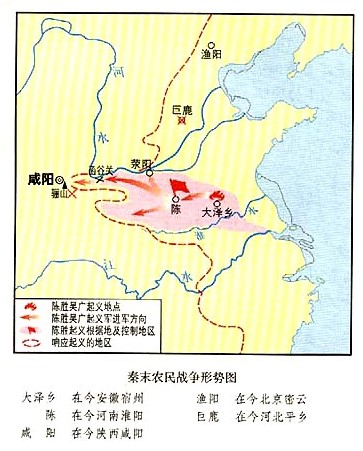 渔阳
河
水
巨鹿
咸阳
函谷关
荥阳
骊山
陈
大泽乡
淮
水
江
水
陈胜吴广起义地点
陈胜吴广起义军进军方向
陈胜起义根据地及控制地区
响应起义的地区
秦末农民战争形势图
大泽乡 在今安徽宿州 渔阳 在今北京密云
陈 在今河南淮阳 巨鹿 在今河北平乡
咸阳 在今陕西咸阳